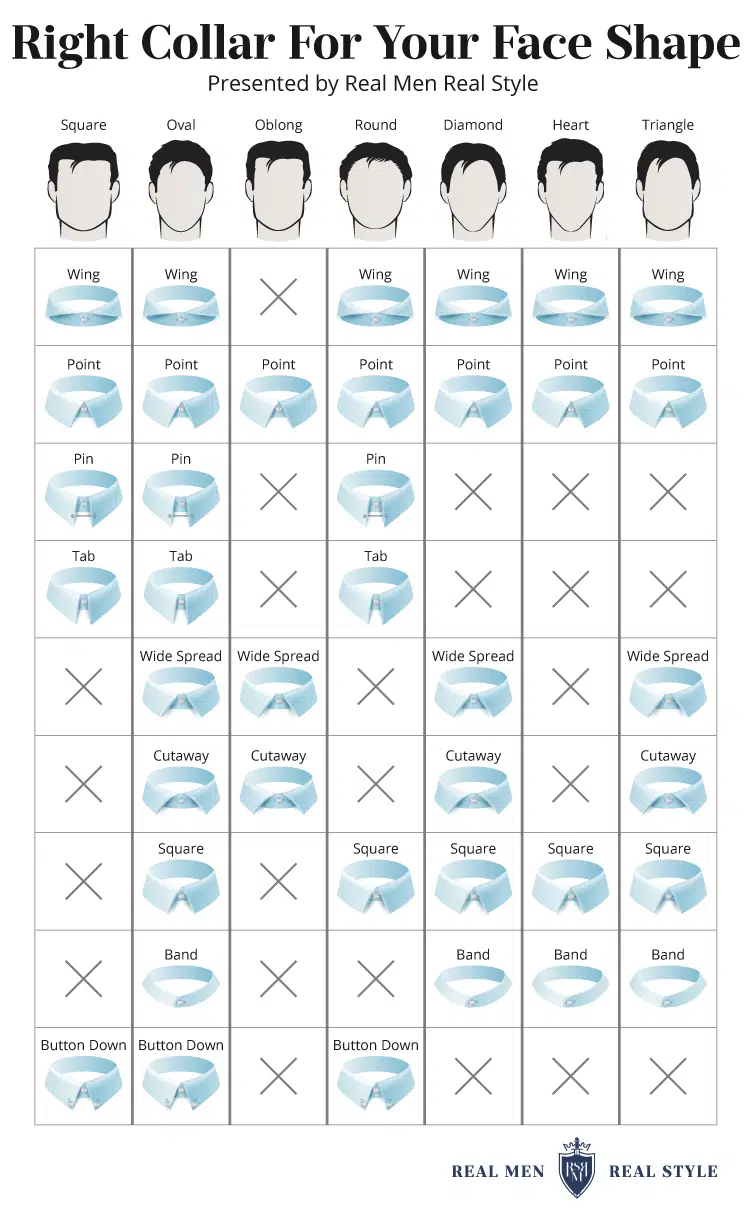 Right Collar For Your Face Shape
Presented by Real Men Real Style
Square Oval Oblong Round Diamond Heart Triangle
Wing Wing Wing Wing Wing Wing
Point Point Point Point Point Point Point
Pin Pin Pin
Tab Tab Tab
Wide Spread Wide Spread Wide Spread Wide Spread
Cutaway Cutaway Cutaway Cutaway
Square Square Square Square Square
Band Band Band Band
Button Down Button Down Button Down
REAL MEN RSRM REAL STYLE